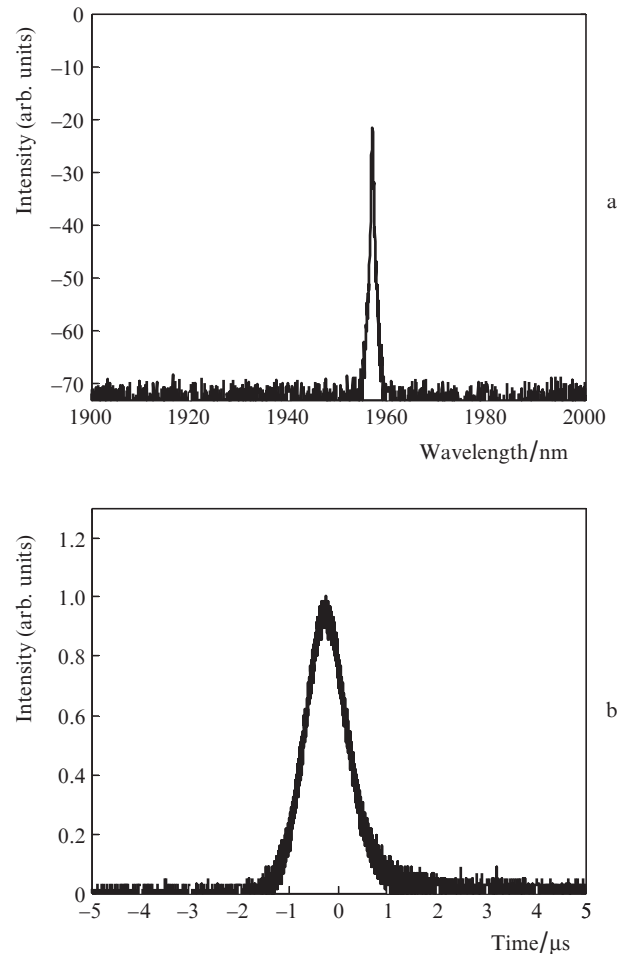 Intensity (arb. units)
0
−10
−20
−30
−40
−50
−60
−70
1900 1920 1940 1960 1980 2000
Wavelength/nm
a
Intensity (arb. units)
1.2
1.0
0.8
0.6
0.4
0.2
0
−5 −4 −3 −2 −1 0 1 2 3 4 5
Time/μs
b